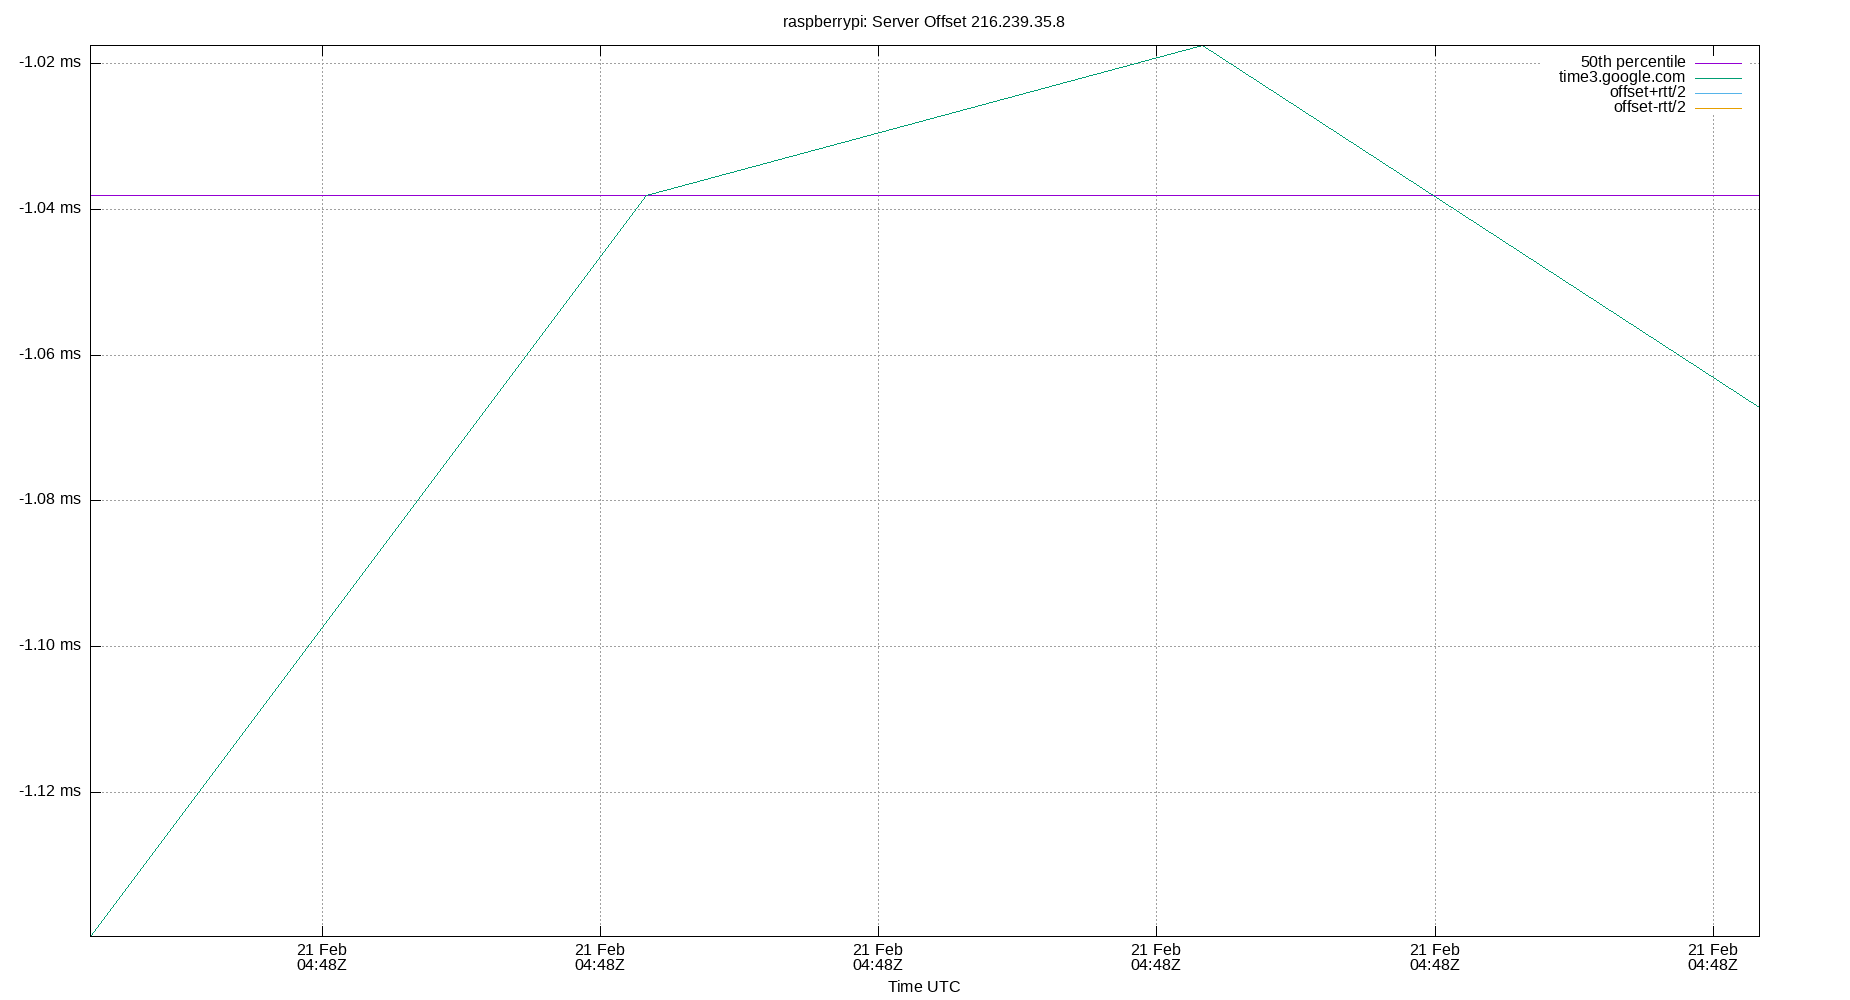 raspberrypi: Server Offset 216.239.35.8
-1.02 ms
50th percentile
time3.google.com
offset+rtt/2
offset-rtt/2
-1.04 ms
-1.06 ms
-1.08 ms
-1.10 ms
-1.12 ms
21 Feb 21 Feb 21 Feb 21 Feb 21 Feb 21 Feb
04:48Z 04:48Z 04:48Z 04:48Z 04:48Z 04:48Z
Time UTC